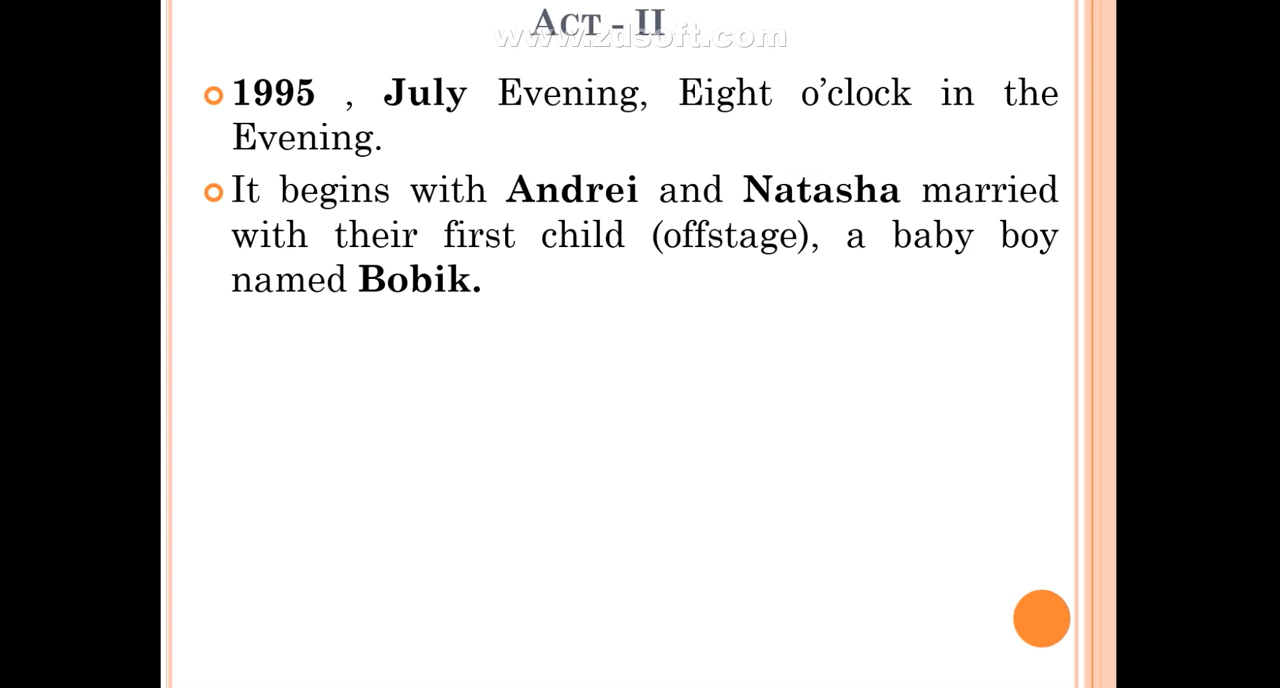 ACT - II
www.zdsoft.com
1995 , July Evening, Eight o’clock in the
Evening.
It begins with Andrei and Natasha married
with their first child (offstage), a baby boy
named Bobik.